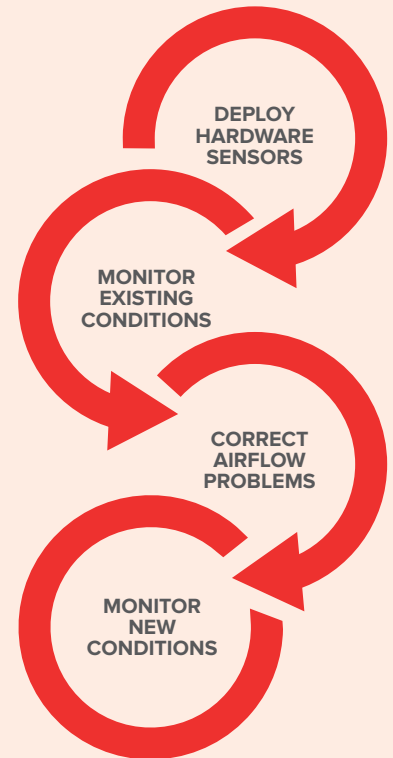 DEPLOY
HARDWARE
SENSORS
MONITOR
EXISTING
CONDITIONS
CORRECT
AIRFLOW
PROBLEMS
MONITOR
NEW
CONDITIONS